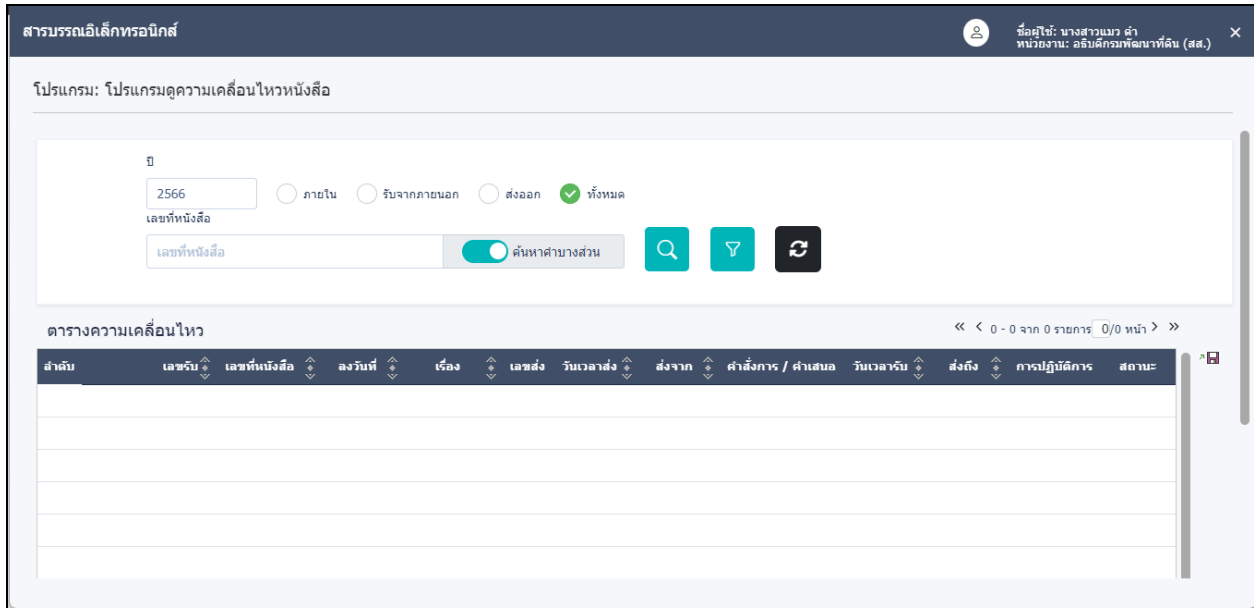 สารบรรณอิเล็กทรอนิกส์
ชื่อผู้ใช้: นางสาวแมว ดำ
หน่วยงาน: อธิบดีกรมพัฒนาที่ดิน (สส.)
โปรแกรม: โปรแกรมดูความเคลื่อนไหวหนังสือ
ปี
2566 ภายใน รับจากภายนอก ส่งออก ทั้งหมด
เลขที่หนังสือ
เลขที่หนังสือ ค้นหาคำบางส่วน
ตารางความเคลื่อนไหว 0 - 0 จาก 0 รายการ 0/0 หน้า
ลำดับ เลขรับ เลขที่หนังสือ ลงวันที่ เรื่อง เลขส่ง วันเวลาส่ง ส่งจาก คำสั่งการ / คำเสนอ วันเวลารับ ส่งถึง การปฏิบัติการ สถานะ